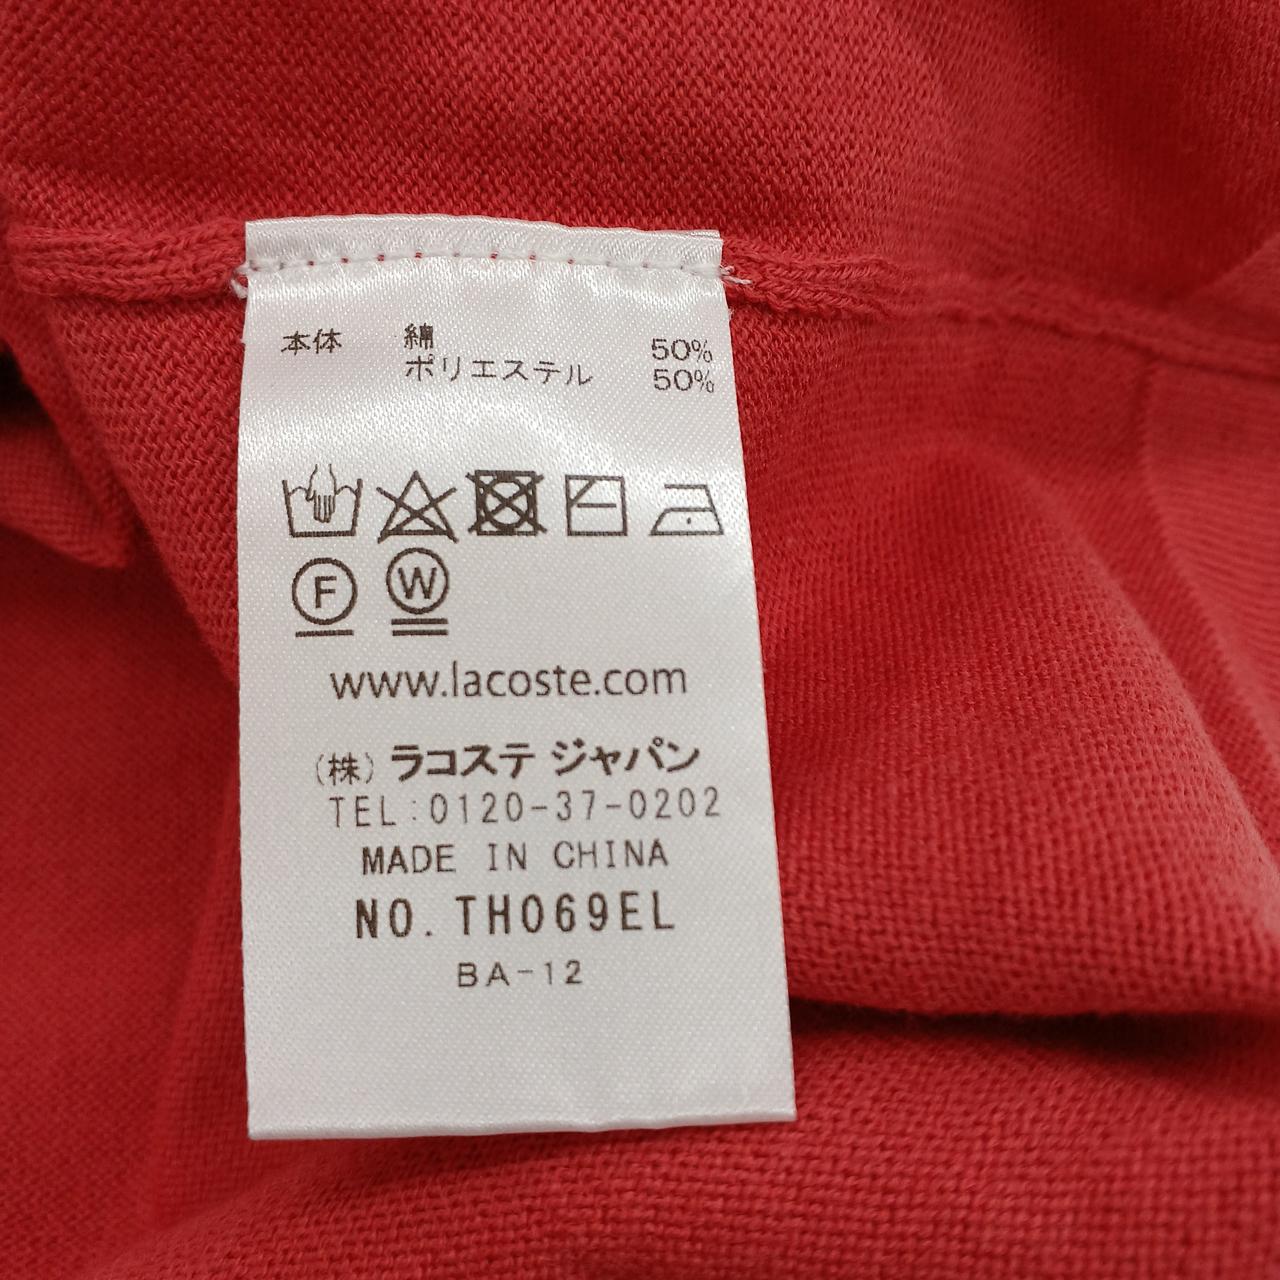 本体 綿 50%
ポリエステル 50%
F W
www.lacoste.com
(株) ラコステ ジャパン
TEL:0120-37-0202
MADE IN CHINA
NO. TH069EL
BA-12